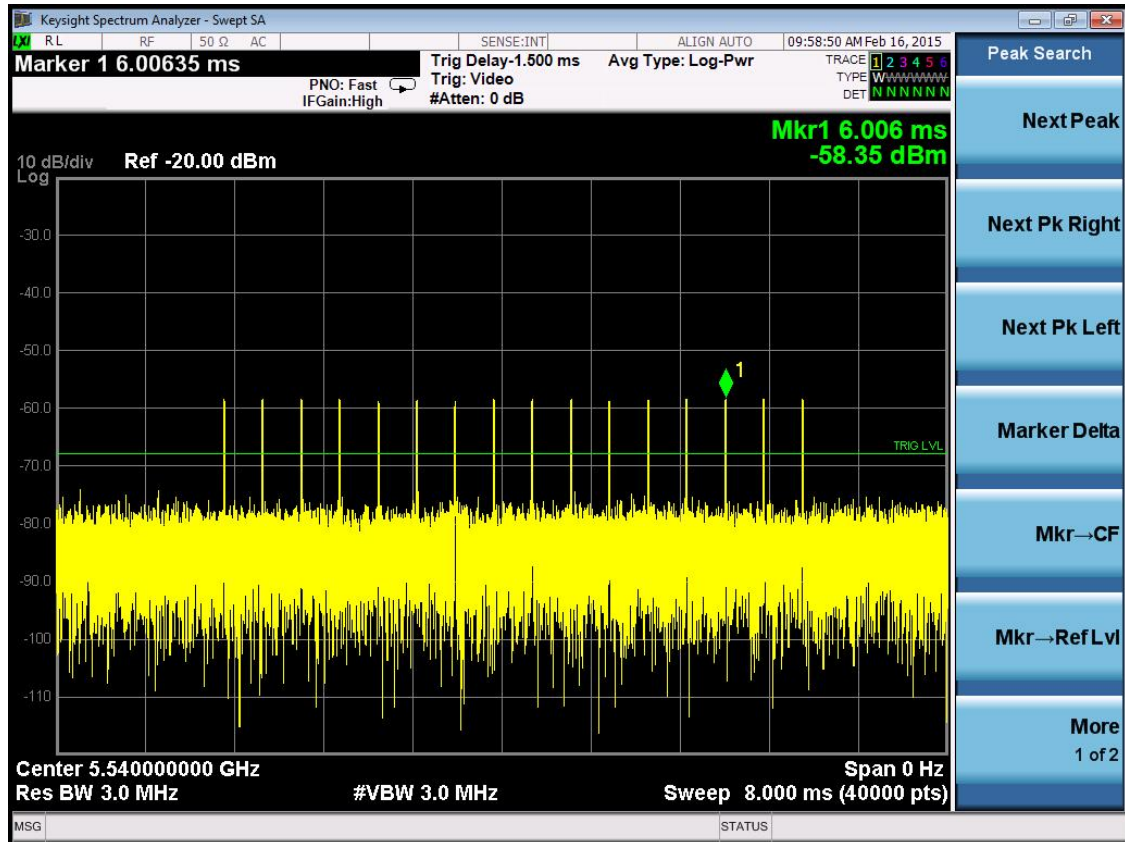 Keysight Spectrum Analyzer - Swept SA
LXI RL RF 50 Ω AC SENSE:INT ALIGN AUTO 09:58:50 AM Feb 16, 2015
Marker 1 6.00635 ms
PNO: Fast
IFGain:High
Trig Delay-1.500 ms
Trig: Video
#Atten: 0 dB
Avg Type: Log-Pwr
TRACE 1 2 3 4 5 6
TYPE WWWWWW
DET N N N N N N
Mkr1 6.006 ms
-58.35 dBm
10 dB/div Ref -20.00 dBm
Log
-30.0
-40.0
-50.0
1
-60.0
TRIG LVL
-70.0
-80.0
-90.0
-100
-110
Center 5.540000000 GHz Span 0 Hz
Res BW 3.0 MHz #VBW 3.0 MHz Sweep 8.000 ms (40000 pts)
MSG STATUS
Peak Search
Next Peak
Next Pk Right
Next Pk Left
Marker Delta
Mkr→CF
Mkr→Ref Lvl
More
1 of 2